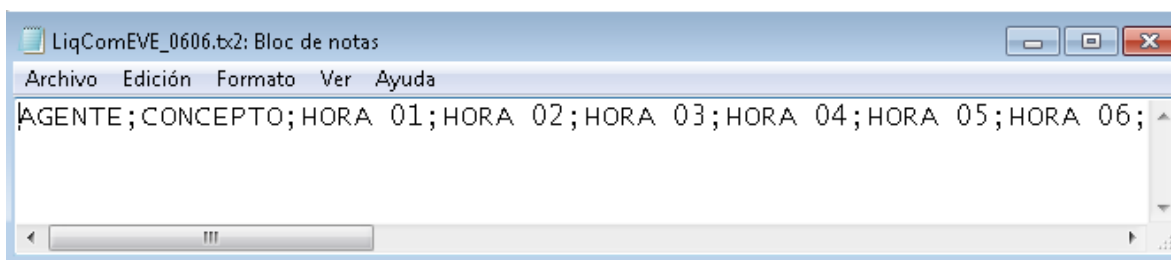 LiqComEVE_0606.tx2: Bloc de notas
Archivo Edición Formato Ver Ayuda
AGENTE;CONCEPTO;HORA 01;HORA 02;HORA 03;HORA 04;HORA 05;HORA 06;